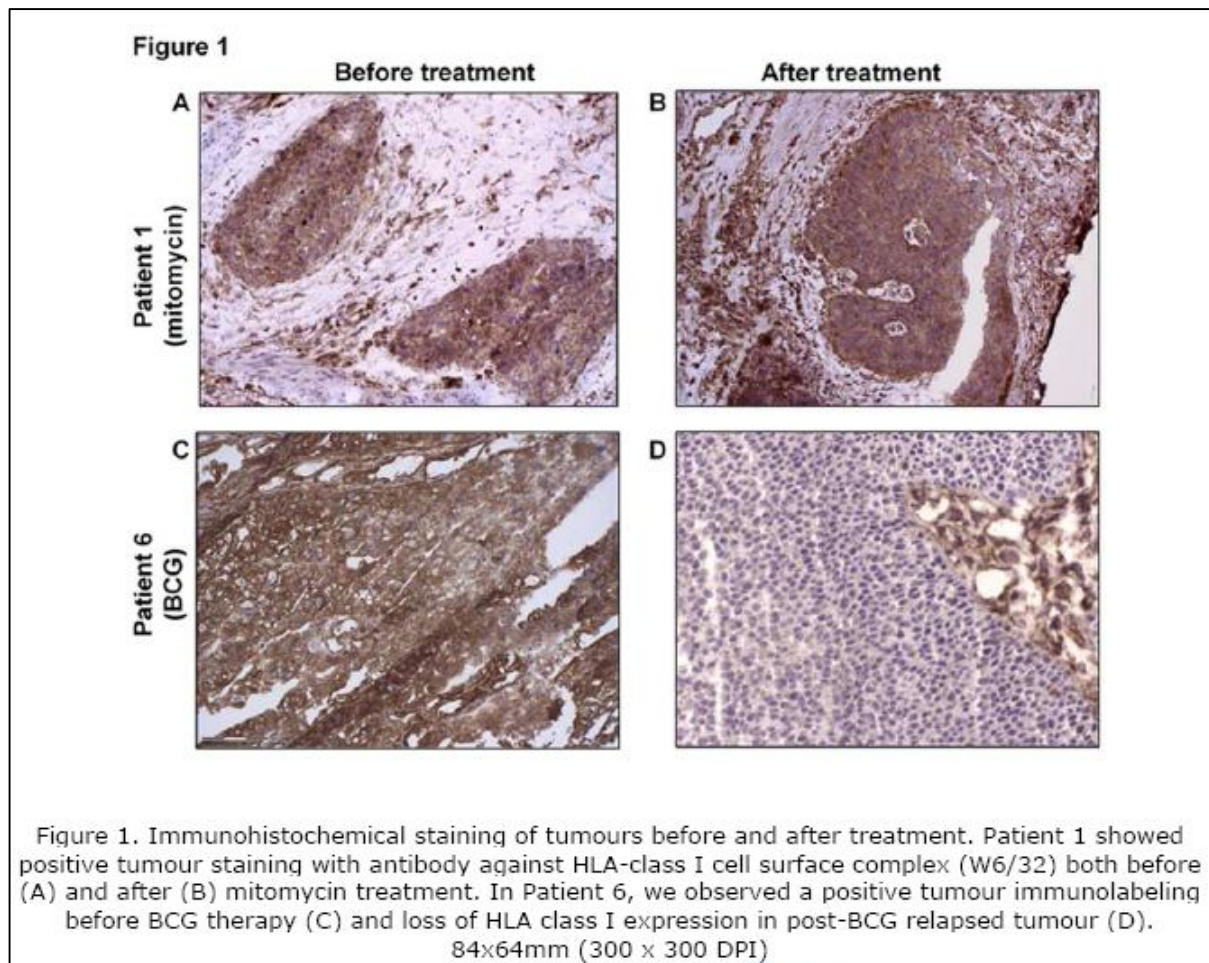 Figure 1
Before treatment
After treatment
A
B
Patient 1
(mitomycin)
C
D
Patient 6
(BCG)
Figure 1. Immunohistochemical staining of tumours before and after treatment. Patient 1 showed
positive tumour staining with antibody against HLA-class I cell surface complex (W6/32) both before
(A) and after (B) mitomycin treatment. In Patient 6, we observed a positive tumour immunolabeling
before BCG therapy (C) and loss of HLA class I expression in post-BCG relapsed tumour (D).
84x64mm (300 x 300 DPI)